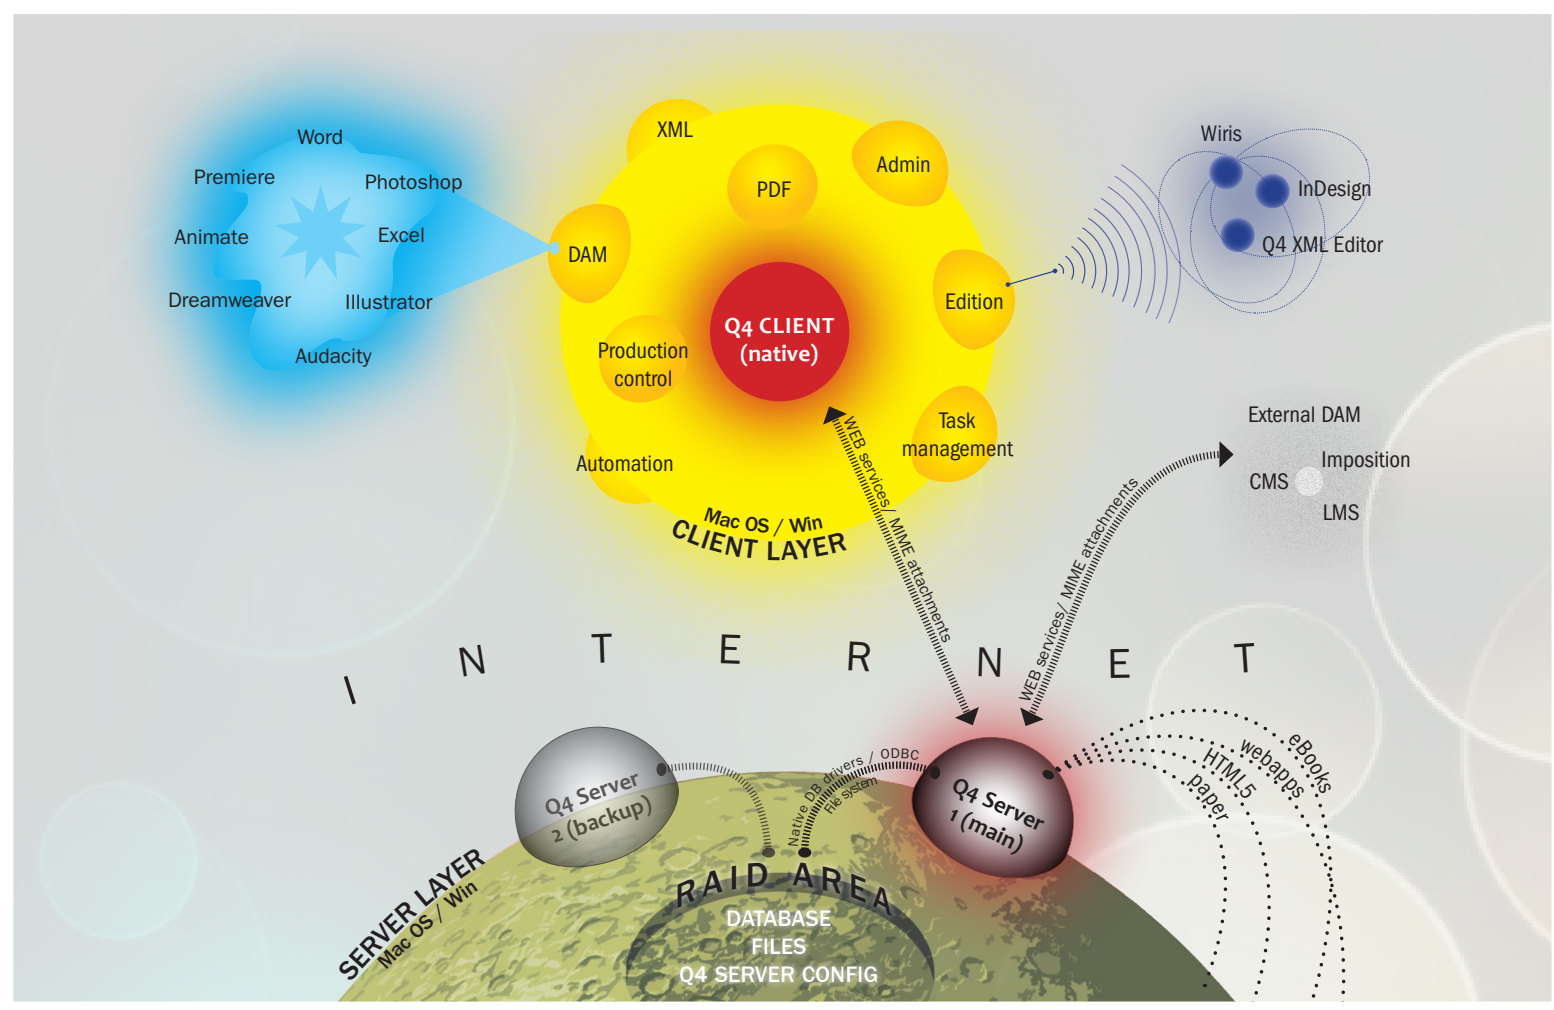 Word
Premiere
Photoshop
Animate
Excel
Dreamweaver
Illustrator
Audacity
XML
PDF
Admin
DAM
Edition
Production
control
Task
management
Automation
Q4 CLIENT
(native)
Mac OS / Win
CLIENT LAYER
Wiris
InDesign
Q4 XML Editor
External DAM
Imposition
CMS
LMS
WEB services/ MIME attachments
WEB services/ MIME attachments
INTERNET
Q4 Server
2 (backup)
Native DB drivers / ODBC
File system
Q4 Server
1 (main)
eBooks
webapps
HTML5
paper
SERVER LAYER
Mac OS / Win
RAID AREA
DATABASE
FILES
Q4 SERVER CONFIG